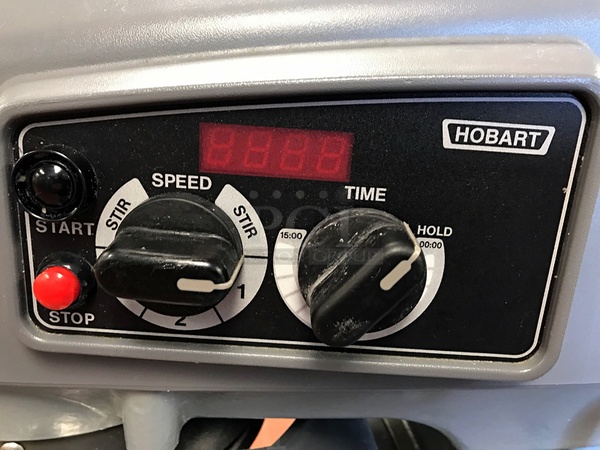 HOBART
SPEED
TIME
STIR
STIR
START
15:00
HOLD
00:00
1
2
STOP